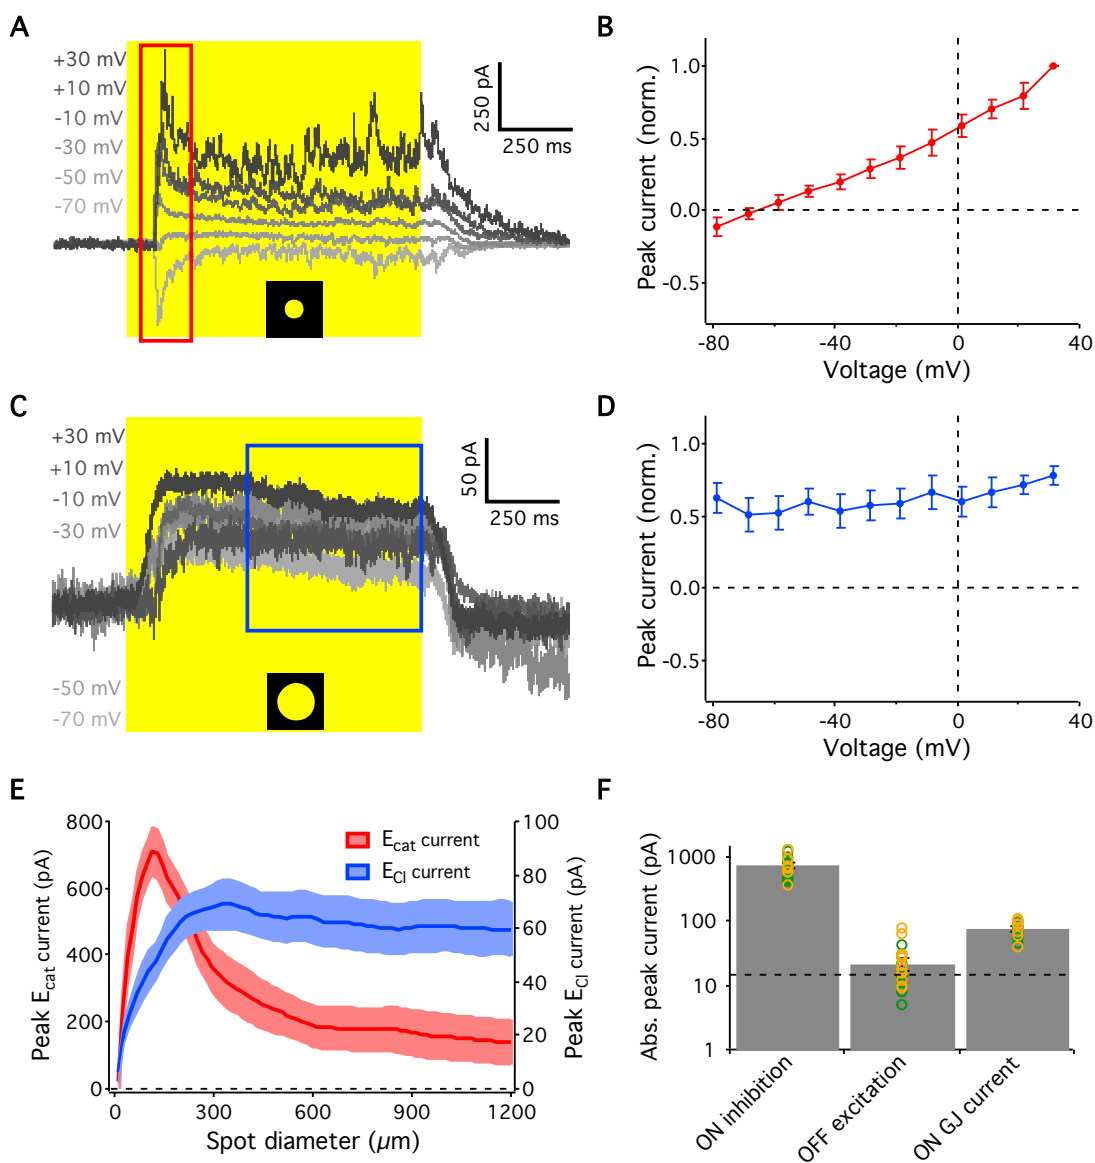 A
+30 mV
+10 mV
-10 mV
-30 mV
-50 mV
-70 mV
250 pA
250 ms
B
1.0
0.5
0.0
-0.5
Peak current (norm.)
-80
-40
0
40
Voltage (mV)
C
+30 mV
+10 mV
-10 mV
-30 mV
-50 mV
-70 mV
50 pA
250 ms
D
1.0
0.5
0.0
-0.5
Peak current (norm.)
-80
-40
0
40
Voltage (mV)
E
800
600
400
200
0
Peak Ecat current (pA)
Ecat current
ECl current
100
80
60
40
20
0
Peak ECl current (pA)
0
300
600
900
1200
Spot diameter (µm)
F
1000
100
10
1
Abs. peak current (pA)
ON inhibition
OFF excitation
ON GJ current